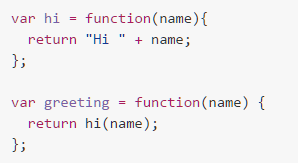 var hi = function(name){
  return "Hi " + name;
};

var greeting = function(name) {
  return hi(name);
};